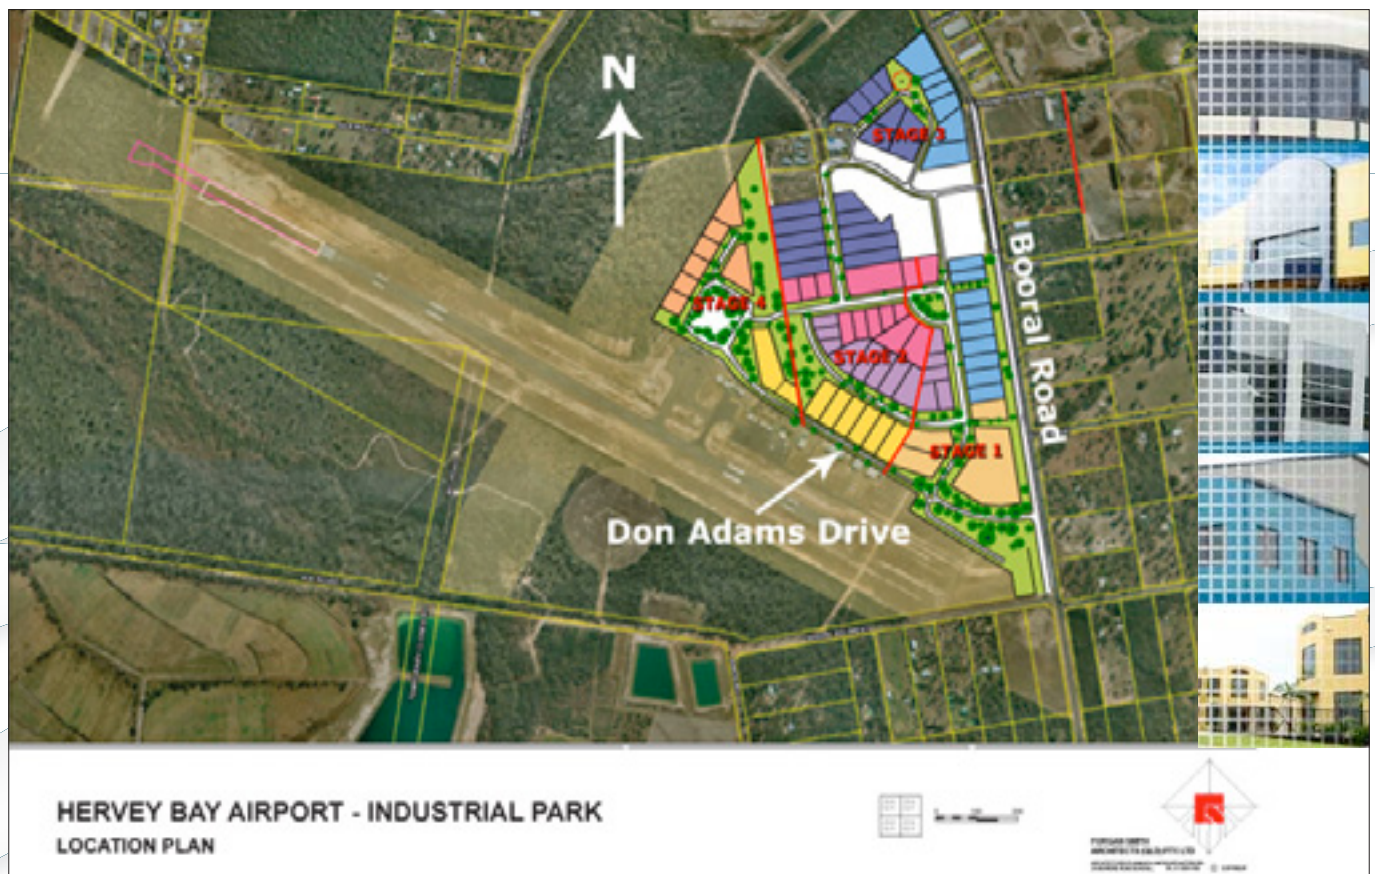 N
STAGE 3
STAGE 4
STAGE 2
Booral Road
STAGE 1
Don Adams Drive
HERVEY BAY AIRPORT - INDUSTRIAL PARK
LOCATION PLAN